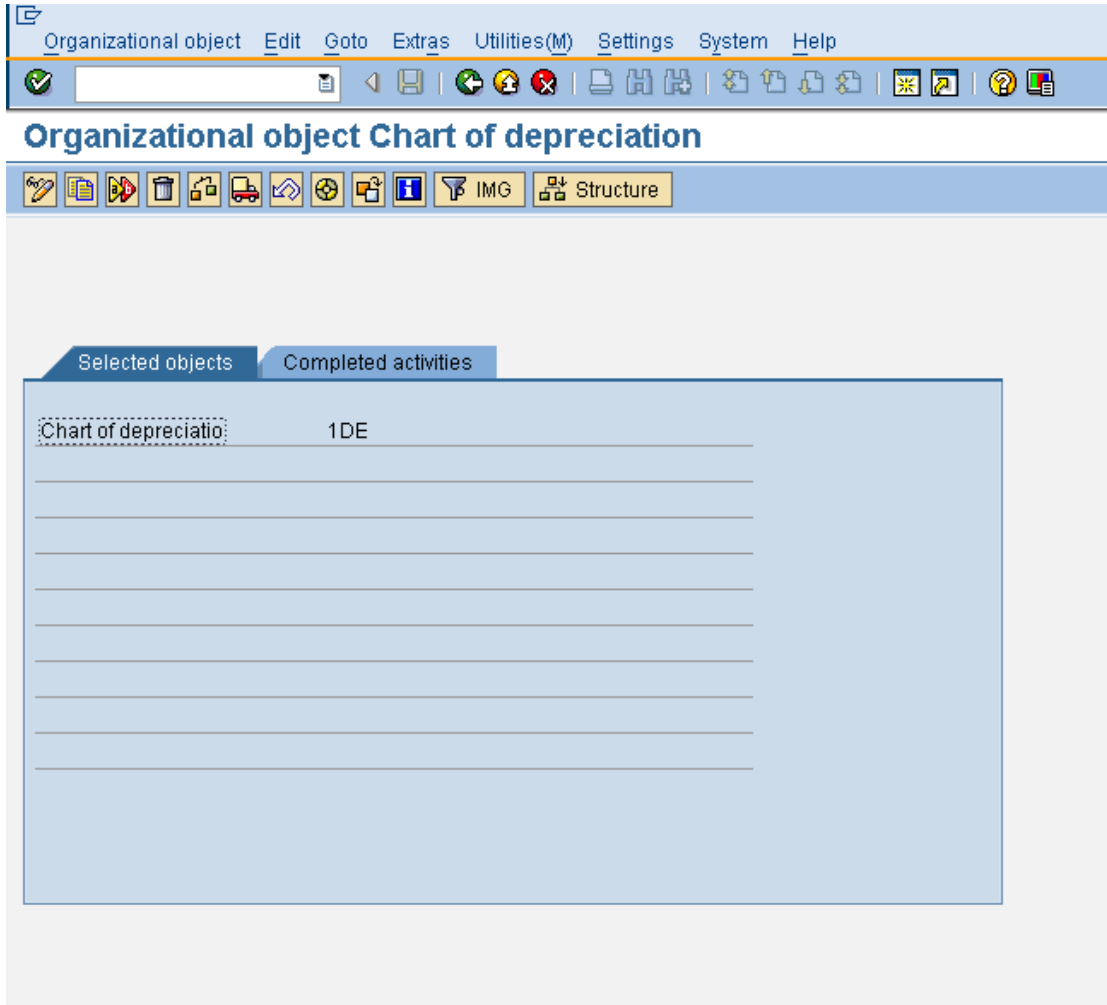 Organizational object Edit Goto Extras Utilities(M) Settings System Help
Organizational object Chart of depreciation
IMG Structure
Selected objects Completed activities
Chart of depreciatio 1DE